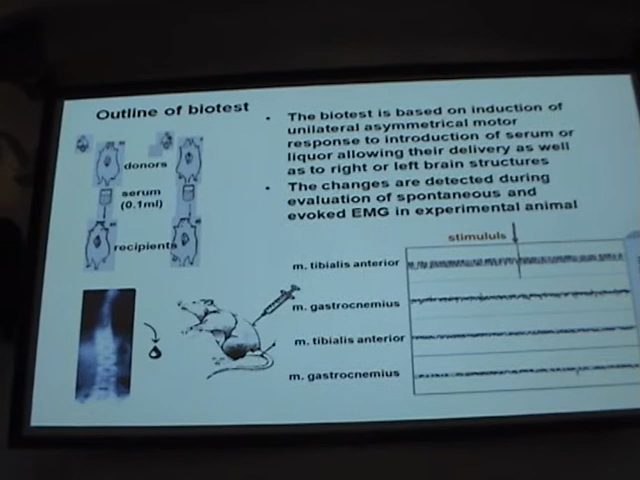 Outline of biotest
donors
serum
(0.1ml)
recipients
• The biotest is based on induction of
unilateral asymmetrical motor
response to introduction of serum or
liquor allowing their delivery as well
as to right or left brain structures
• The changes are detected during
evaluation of spontaneous and
evoked EMG in experimental animal
stimululs
m. tibialis anterior
m. gastrocnemius
m. tibialis anterior
m. gastrocnemius